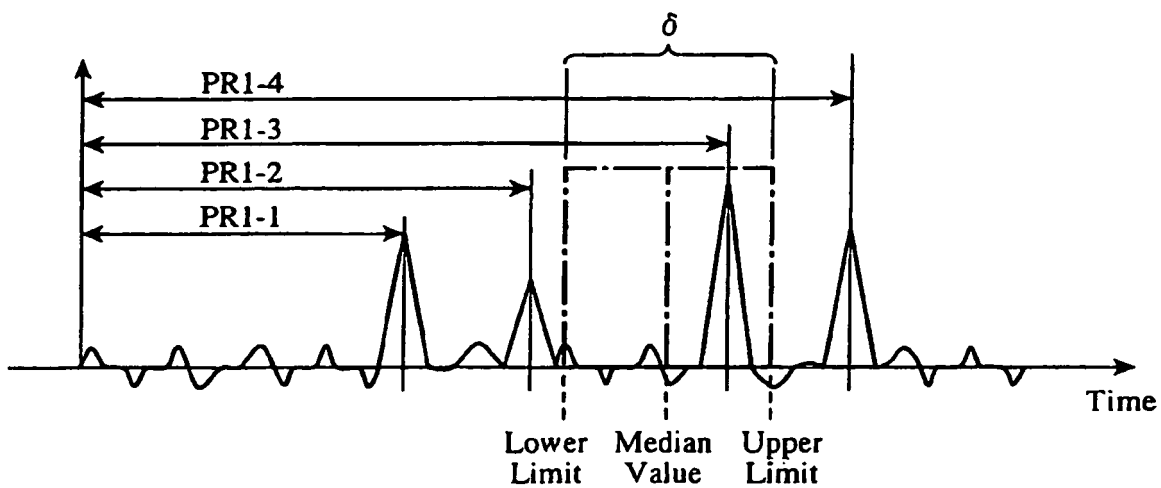 δ
PR1-4
PR1-3
PR1-2
PR1-1
Time
Lower
Limit
Median
Value
Upper
Limit